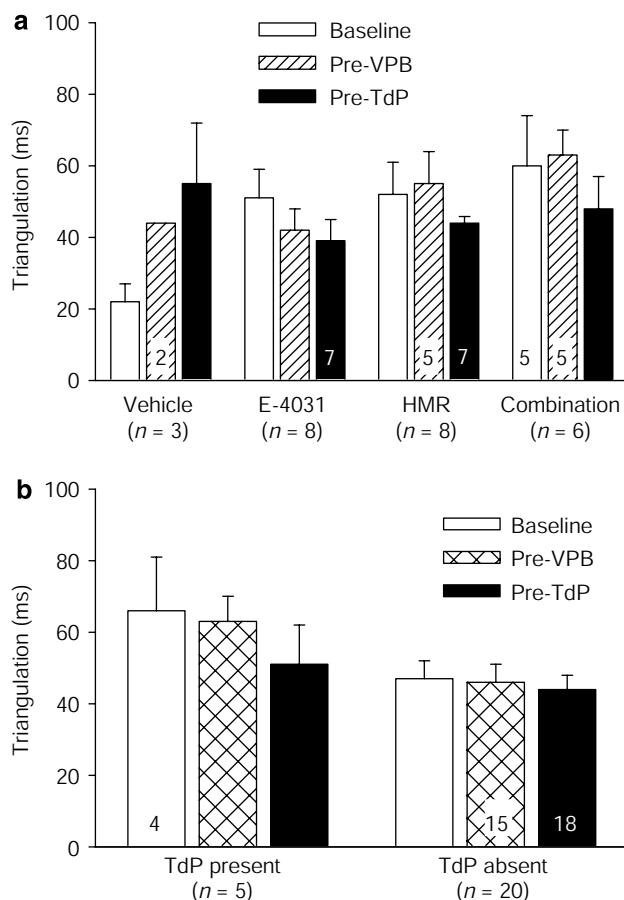 a
100
80
60
40
20
0
Triangulation (ms)
Baseline
Pre-VPB
Pre-TdP
2
7
5
7
5
5
Vehicle E-4031 HMR Combination
(n = 3) (n = 8) (n = 8) (n = 6)
b
100
80
60
40
20
0
Triangulation (ms)
Baseline
Pre-VPB
Pre-TdP
4
15
18
TdP present TdP absent
(n = 5) (n = 20)